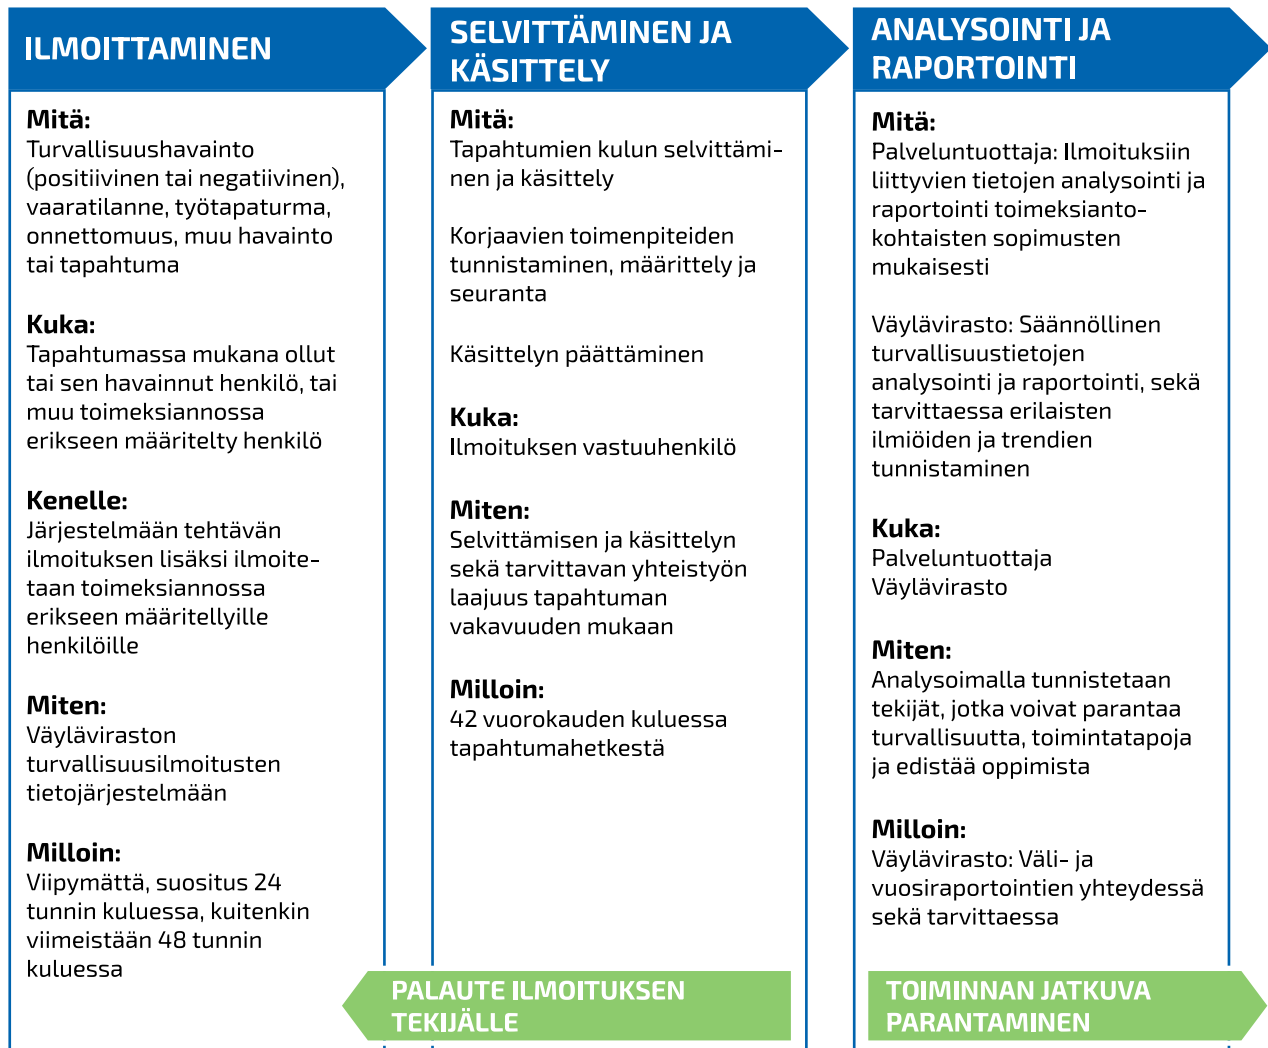 ILMOITTAMINEN
Mitä:
Turvallisuushavainto
(positiivinen tai negatiivinen),
vaaratilanne, työtapaturma,
onnettomuus, muu havainto
tai tapahtuma
Kuka:
Tapahtumassa mukana ollut
tai sen havainnut henkilö, tai
muu toimeksiannossa
erikseen määritelty henkilö
Kenelle:
Järjestelmään tehtävän
ilmoituksen lisäksi ilmoite-
taan toimeksiannossa
erikseen määritellyille
henkilöille
Miten:
Väyläviraston
turvallisuusilmoitusten
tietojärjestelmään
Milloin:
Viipymättä, suositus 24
tunnin kuluessa, kuitenkin
viimeistään 48 tunnin
kuluessa
SELVITTÄMINEN JA
KÄSITTELY
Mitä:
Tapahtumien kulun selvittämi-
nen ja käsittely
Korjaavien toimenpiteiden
tunnistaminen, määrittely ja
seuranta
Käsittelyn päättäminen
Kuka:
Ilmoituksen vastuuhenkilö
Miten:
Selvittämisen ja käsittelyn
sekä tarvittavan yhteistyön
laajuus tapahtuman
vakavuuden mukaan
Milloin:
42 vuorokauden kuluessa
tapahtumahetkestä
PALAUTE ILMOITUKSEN
TEKIJÄLLE
ANALYSOINTI JA
RAPORTOINTI
Mitä:
Palveluntuottaja: Ilmoituksiin
liittyvien tietojen analysointi ja
raportointi toimeksianto-
kohtaisten sopimusten
mukaisesti
Väylävirasto: Säännöllinen
turvallisuustietojen
analysointi ja raportointi, sekä
tarvittaessa erilaisten
ilmiöiden ja trendien
tunnistaminen
Kuka:
Palveluntuottaja
Väylävirasto
Miten:
Analysoimalla tunnistetaan
tekijät, jotka voivat parantaa
turvallisuutta, toimintatapoja
ja edistää oppimista
Milloin:
Väylävirasto: Väli- ja
vuosiraportointien yhteydessä
sekä tarvittaessa
TOIMINNAN JATKUVA
PARANTAMINEN